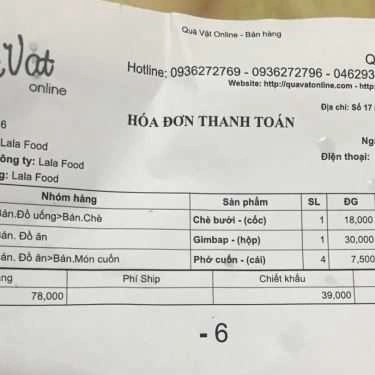 Quà Vặt Online - Bán hàng
Vặt
online
Hotline: 0936272769 - 0936272796 - 046293
Website: http://quavatonline.com - http:
Địa chỉ: Số 17
6
HÓA ĐƠN THANH TOÁN
Lala Food
ông ty: Lala Food
Điện thoại:
g: Lala Food
Nhóm hàng Sản phẩm SL ĐG
Bán. Đồ uống>Bán.Chè Chè bưởi - (cốc) 1 18,000
Bán. Đồ ăn Gimbap - (hộp) 1 30,000
Bán. Đồ ăn>Bán.Món cuốn Phở cuốn - (cái) 4 7,500
Phí Ship Chiết khấu
78,000 39,000
- 6